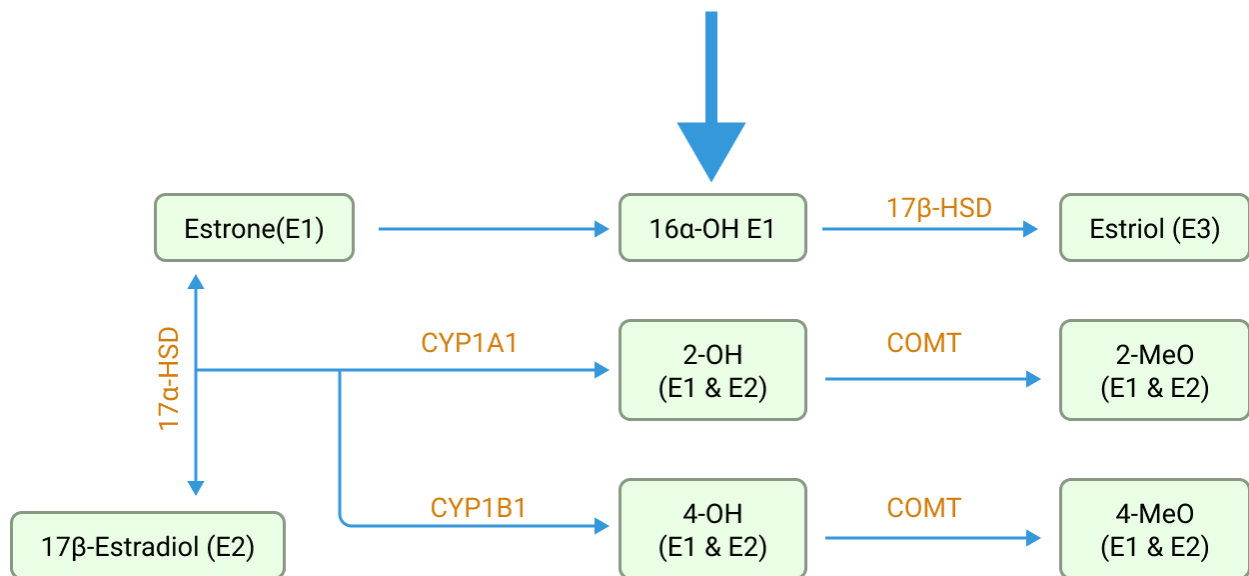 Estrone(E1)
16α-OH E1
17β-HSD
Estriol (E3)
17α-HSD
CYP1A1
2-OH
(E1 & E2)
COMT
2-MeO
(E1 & E2)
17β-Estradiol (E2)
CYP1B1
4-OH
(E1 & E2)
COMT
4-MeO
(E1 & E2)